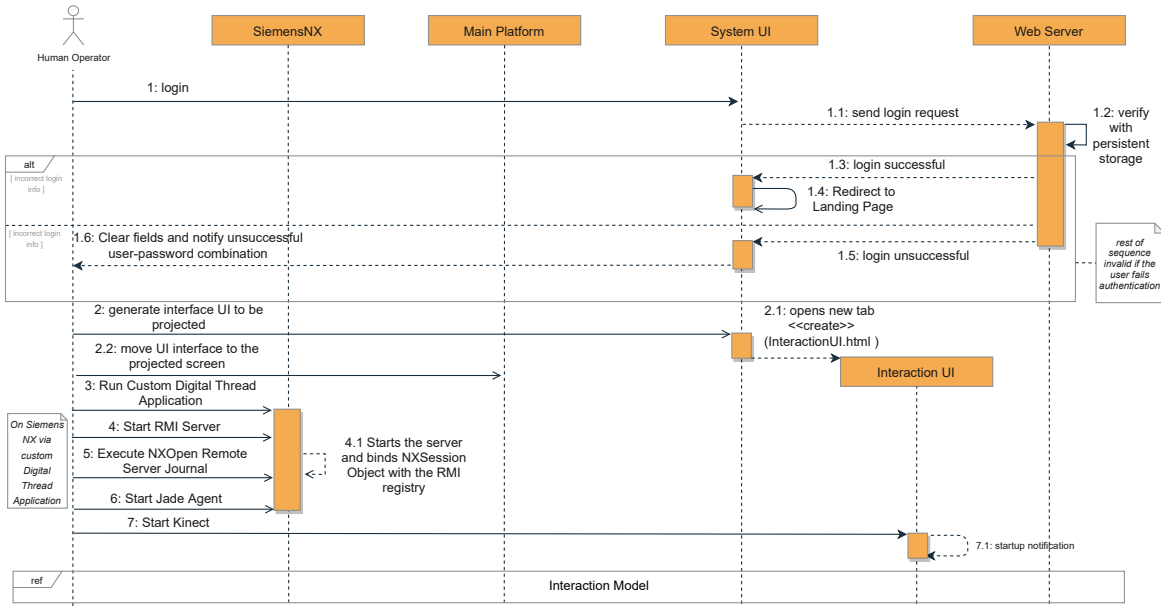 Human Operator
SiemensNX
Main Platform
System UI
Web Server
1: login
1.1: send login request
1.2: verify
with
persistent
storage
alt
[ incorrect login
info ]
1.3: login successful
1.4: Redirect to
Landing Page
[ incorrect login
info ]
1.6: Clear fields and notify unsuccessful
user-password combination
1.5: login unsuccessful
rest of
sequence
invalid if the
user fails
authentication
2: generate interface UI to be
projected
2.1: opens new tab
<<create>>
(InteractionUI.html )
2.2: move UI interface to the
projected screen
Interaction UI
3: Run Custom Digital Thread
Application
On Siemens
NX via
custom
Digital
Thread
Application
4: Start RMI Server
4.1 Starts the server
and binds NXSession
Object with the RMI
registry
5: Execute NXOpen Remote
Server Journal
6: Start Jade Agent
7: Start Kinect
7.1: startup notification
ref
Interaction Model